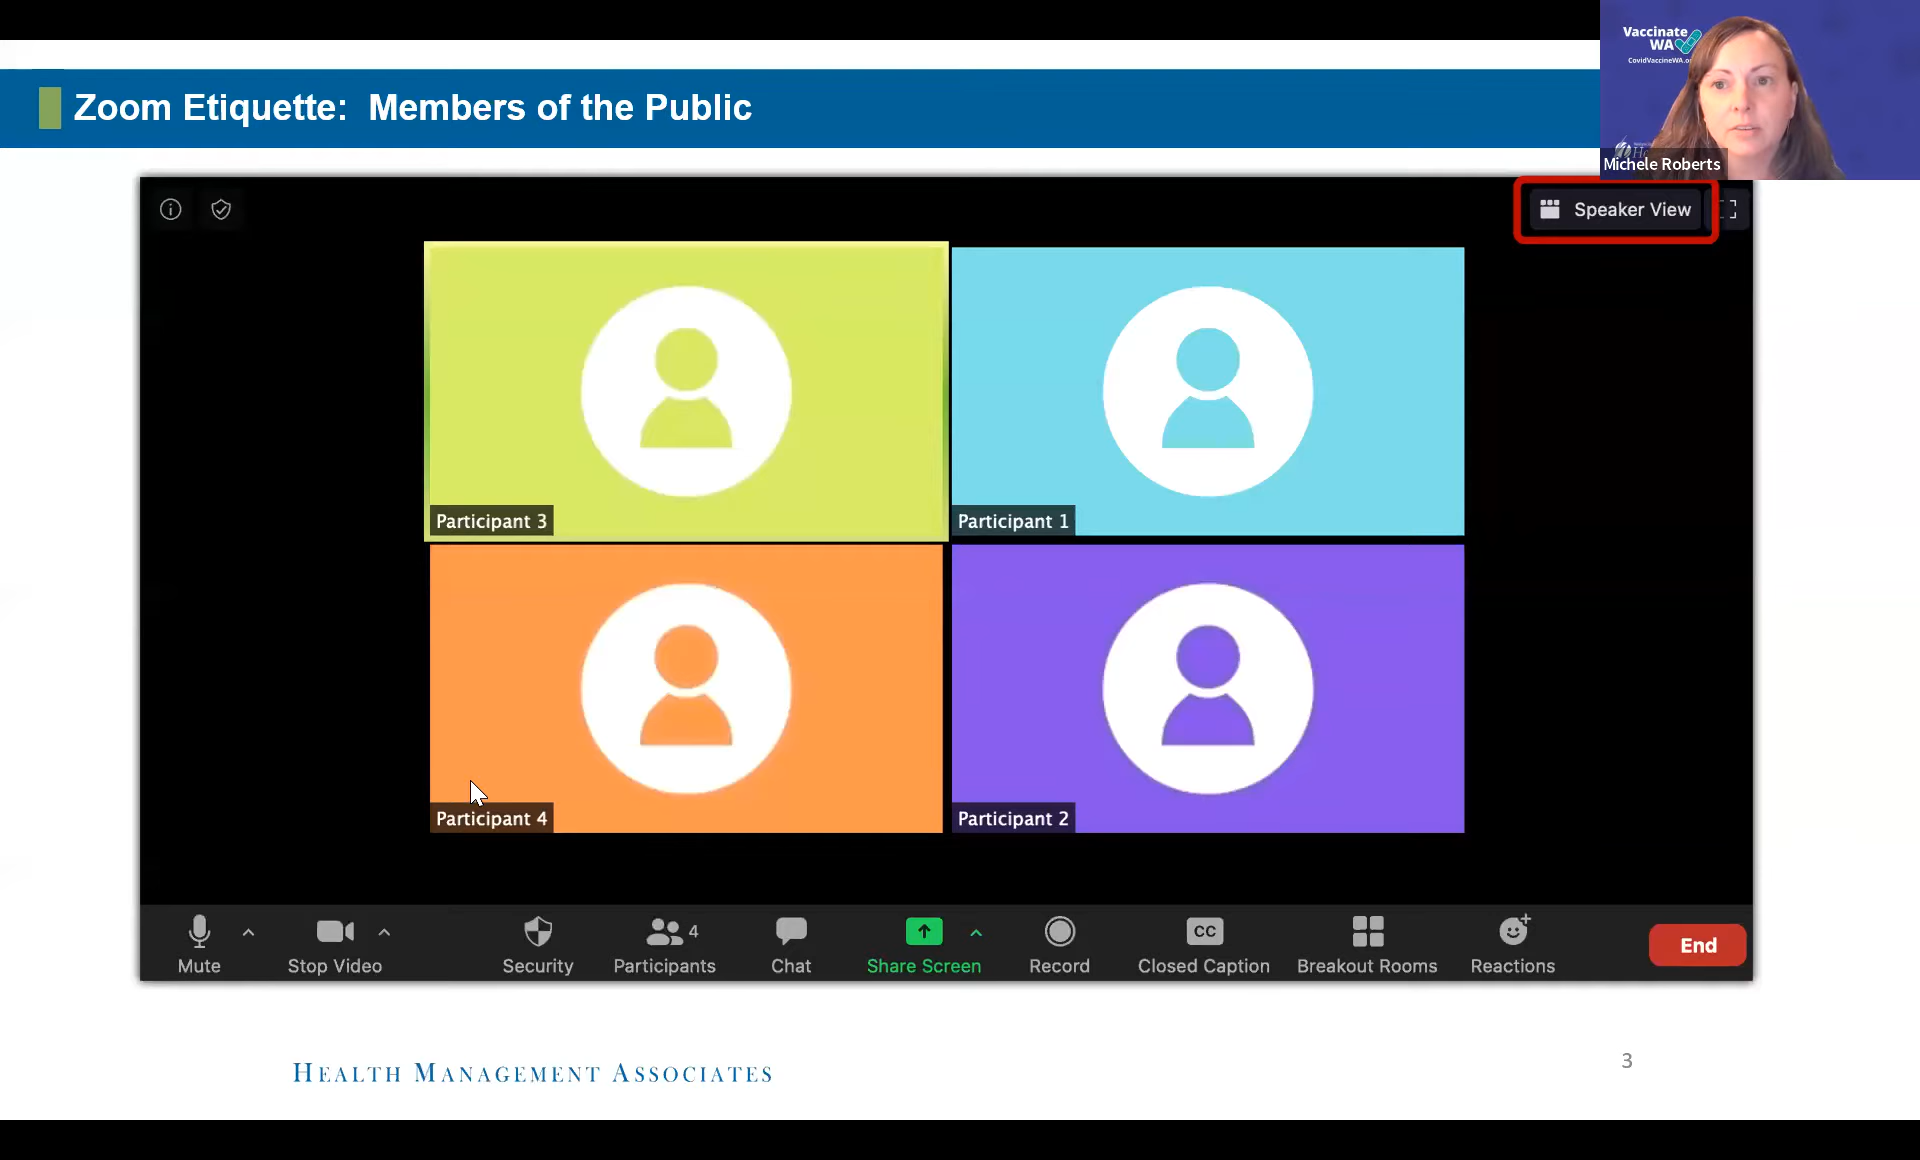 Zoom Etiquette: Members of the Public
Vaccinate
WA
Michele Roberts
Speaker View
Participant 3
Participant 1
Participant 4
Participant 2
4
CC
Mute
Stop Video
Security
Participants
Chat
Share Screen
Record
Closed Caption
Breakout Rooms
Reactions
End
HEALTH MANAGEMENT ASSOCIATES
3